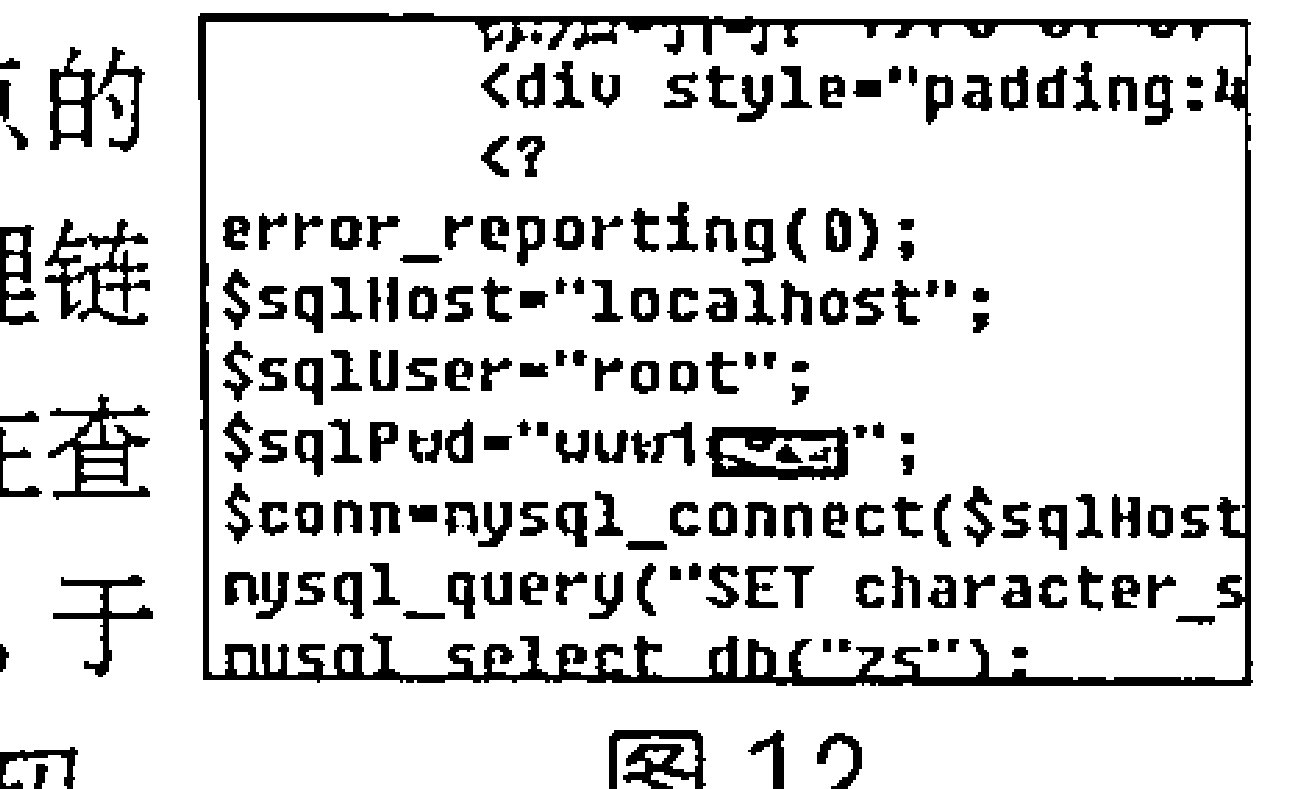 的
链
查
于
<div style="padding:4
<?
error_reporting(0);
$sqlHost="localhost";
$sqlUser="root";
$sqlPwd="
$conn=mysql_connect($sqlHost
mysql_query("SET character_s
mysql_select_db("zs");
图 12